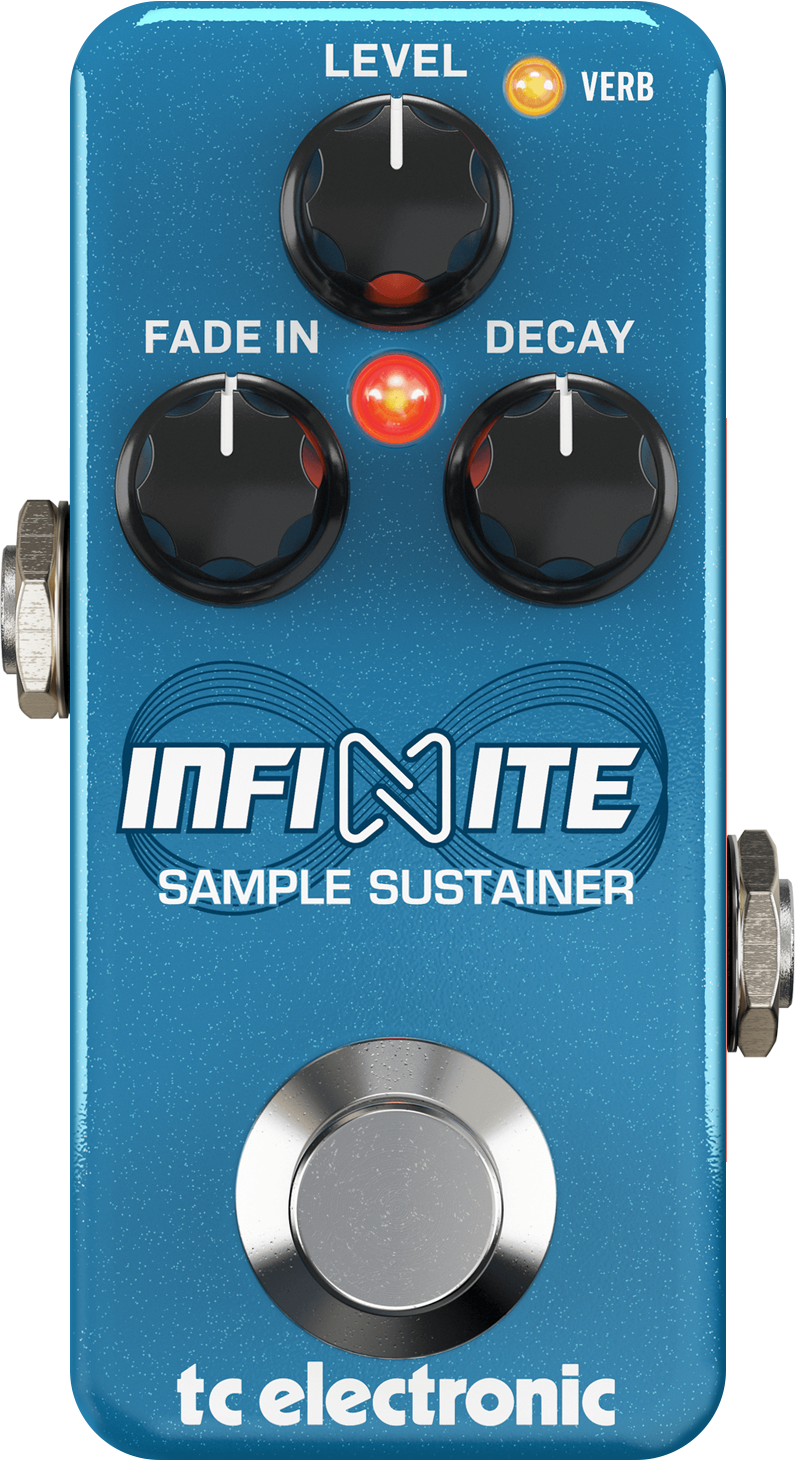 LEVEL
VERB
FADE IN
DECAY
INFINITE
SAMPLE SUSTAINER
tc electronic